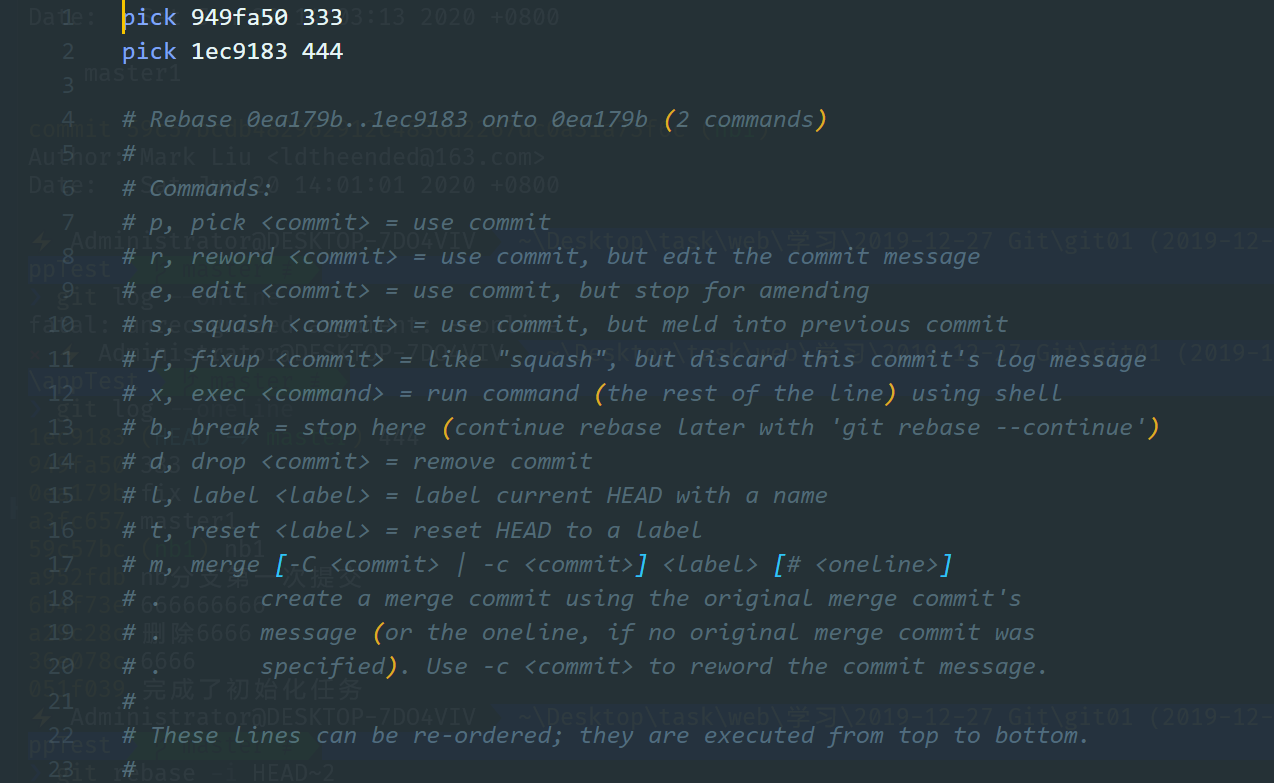 1 pick 949fa50 333
2 pick 1ec9183 444
3
4 # Rebase 0ea179b..1ec9183 onto 0ea179b (2 commands)
5 #
6 # Commands:
7 # p, pick <commit> = use commit
8 # r, reword <commit> = use commit, but edit the commit message
9 # e, edit <commit> = use commit, but stop for amending
10 # s, squash <commit> = use commit, but meld into previous commit
11 # f, fixup <commit> = like "squash", but discard this commit's log message
12 # x, exec <command> = run command (the rest of the line) using shell
13 # b, break = stop here (continue rebase later with 'git rebase --continue')
14 # d, drop <commit> = remove commit
15 # l, label <label> = label current HEAD with a name
16 # t, reset <label> = reset HEAD to a label
17 # m, merge [-C <commit> | -c <commit>] <label> [# <oneline>]
18 # .       create a merge commit using the original merge commit's
19 # .       message (or the oneline, if no original merge commit was
20 # .       specified). Use -c <commit> to reword the commit message.
21 #
22 # These lines can be re-ordered; they are executed from top to bottom.
23 #